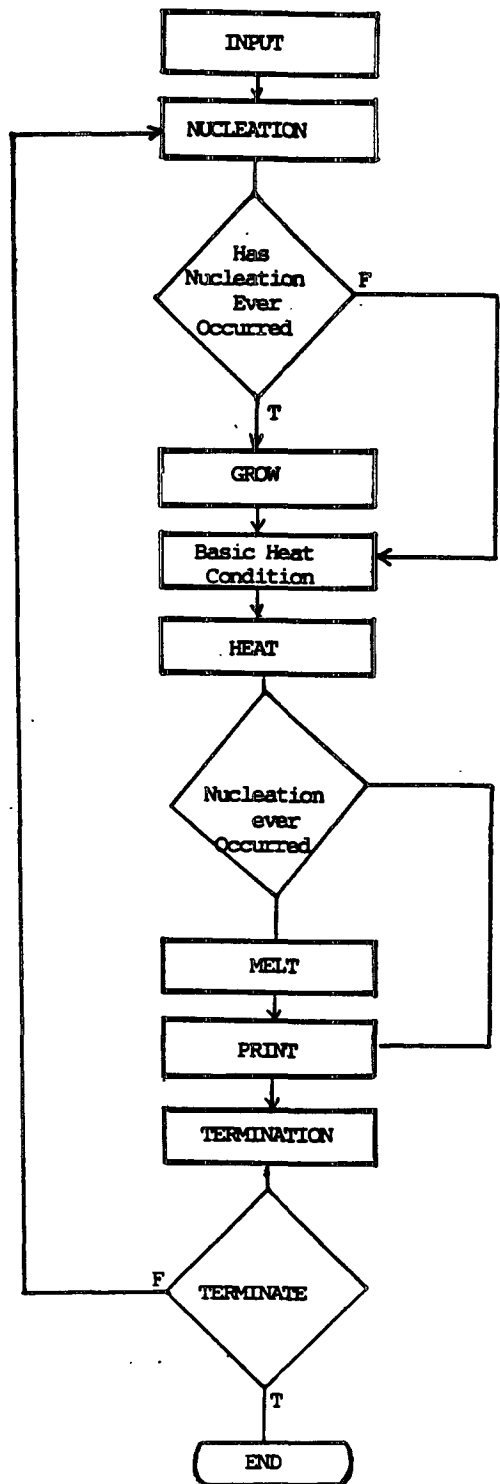 INPUT
NUCLEATION
Has
Nucleation
Ever
Occurred
F
T
GROW
Basic Heat
Condition
HEAT
Nucleation
ever
Occurred
MELT
PRINT
TERMINATION
F
TERMINATE
T
END